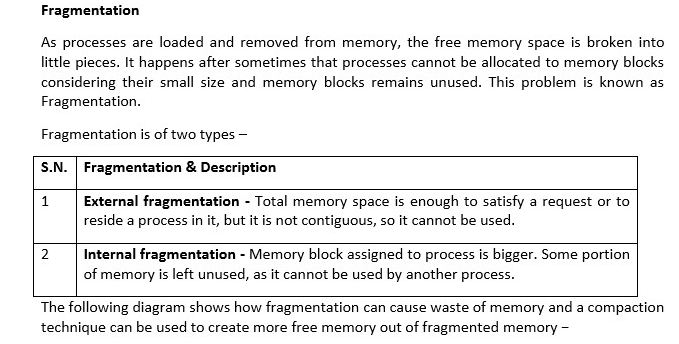 Fragmentation
As processes are loaded and removed from memory, the free memory space is broken into
little pieces. It happens after sometimes that processes cannot be allocated to memory blocks
considering their small size and memory blocks remains unused. This problem is known as
Fragmentation.
Fragmentation is of two types –
S.N. Fragmentation & Description
1 External fragmentation - Total memory space is enough to satisfy a request or to
reside a process in it, but it is not contiguous, so it cannot be used.
2 Internal fragmentation - Memory block assigned to process is bigger. Some portion
of memory is left unused, as it cannot be used by another process.
The following diagram shows how fragmentation can cause waste of memory and a compaction
technique can be used to create more free memory out of fragmented memory –